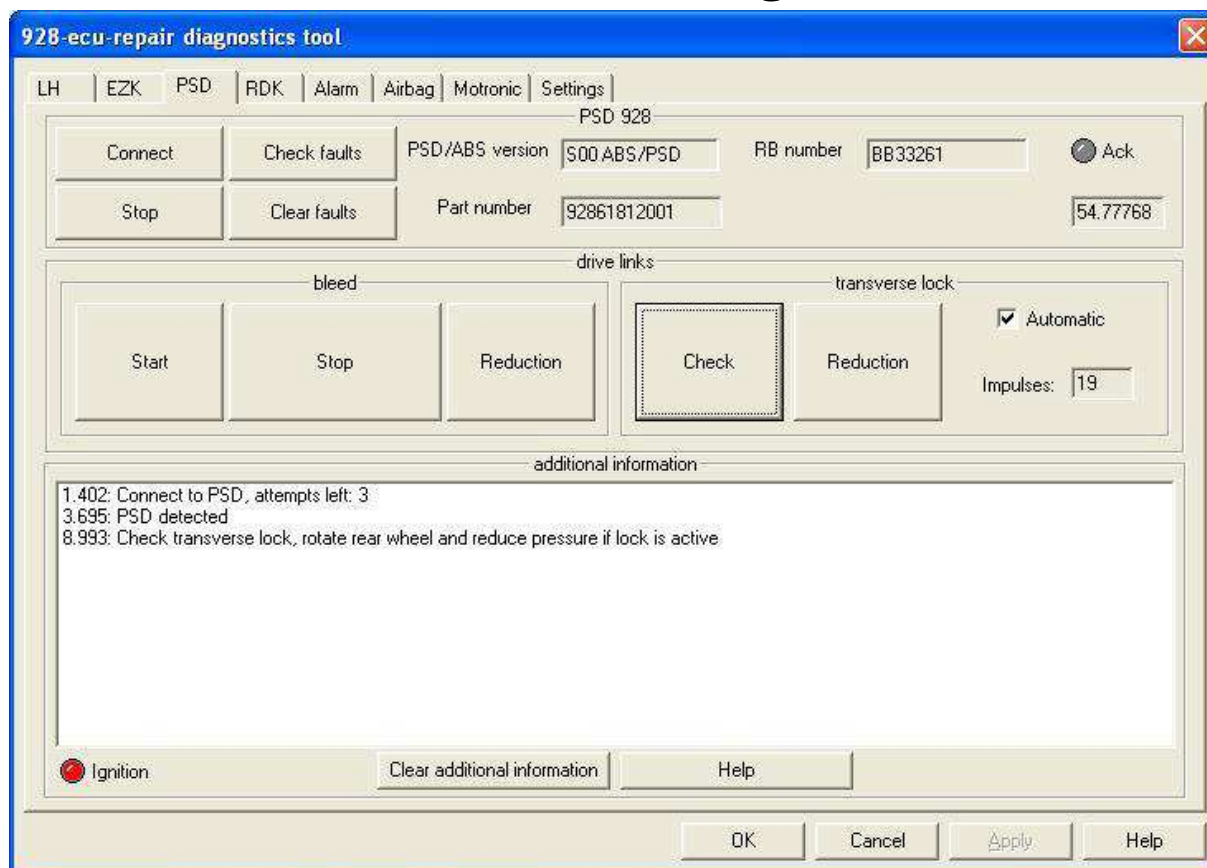 928-ecu-repair diagnostics tool
LH EZK PSD RDK Alarm Airbag Motronic Settings
PSD 928
Connect Check faults PSD/ABS version S00 ABS/PSD RB number BB33261 Ack
Stop Clear faults Part number 92861812001 54.77768
drive links
bleed transverse lock
Automatic
Start Stop Reduction Check Reduction
Impulses: 19
additional information
1.402: Connect to PSD, attempts left: 3
3.695: PSD detected
8.993: Check transverse lock, rotate rear wheel and reduce pressure if lock is active
Ignition Clear additional information Help
OK Cancel Apply Help